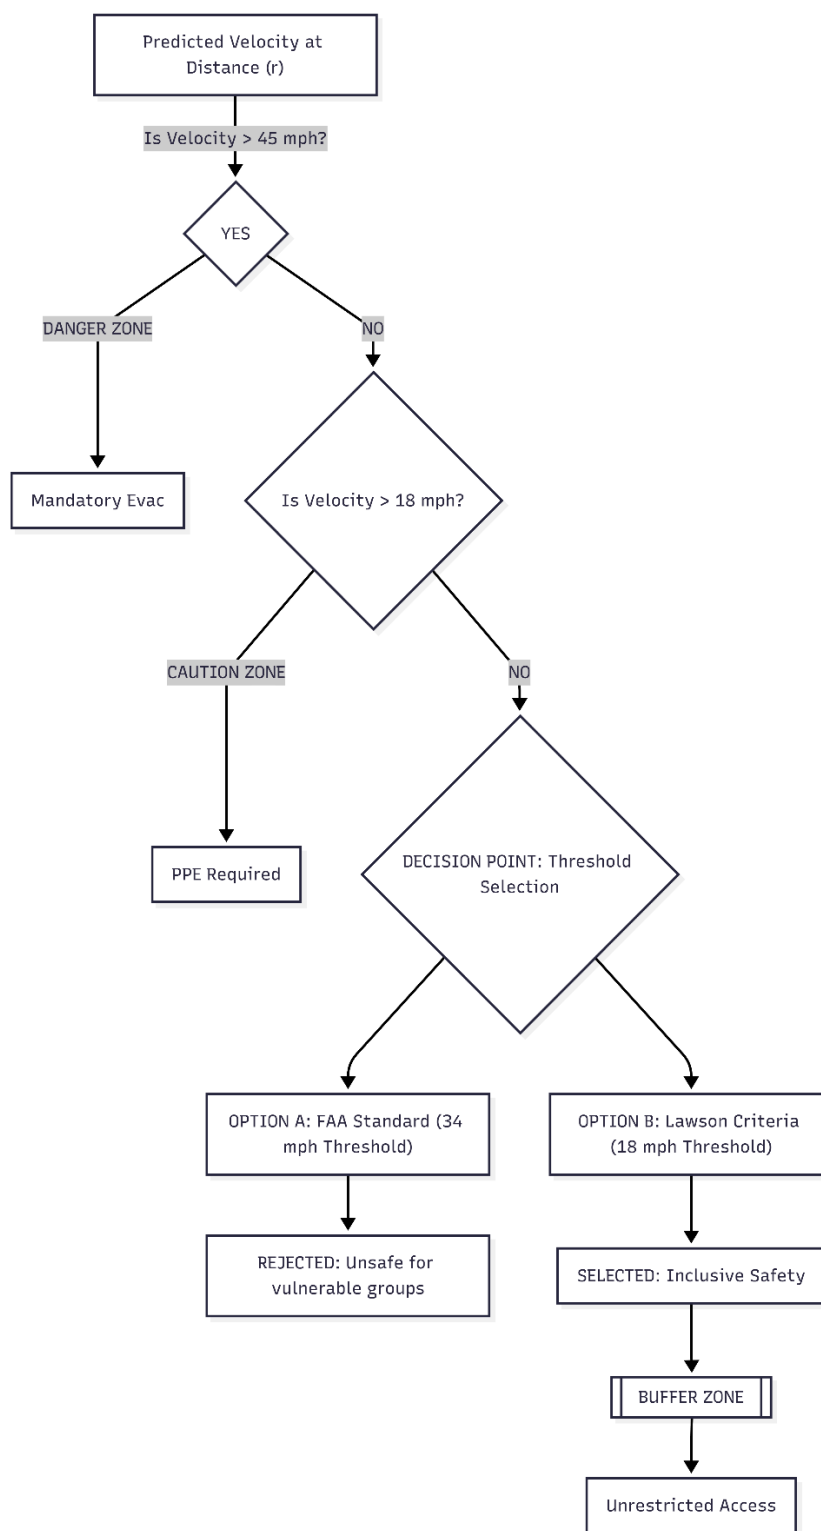 Predicted Velocity at
Distance (r)
Is Velocity > 45 mph?
YES
DANGER ZONE
NO
Mandatory Evac
Is Velocity > 18 mph?
CAUTION ZONE
NO
PPE Required
DECISION POINT: Threshold
Selection
OPTION A: FAA Standard (34
mph Threshold)
OPTION B: Lawson Criteria
(18 mph Threshold)
REJECTED: Unsafe for
vulnerable groups
SELECTED: Inclusive Safety
BUFFER ZONE
Unrestricted Access